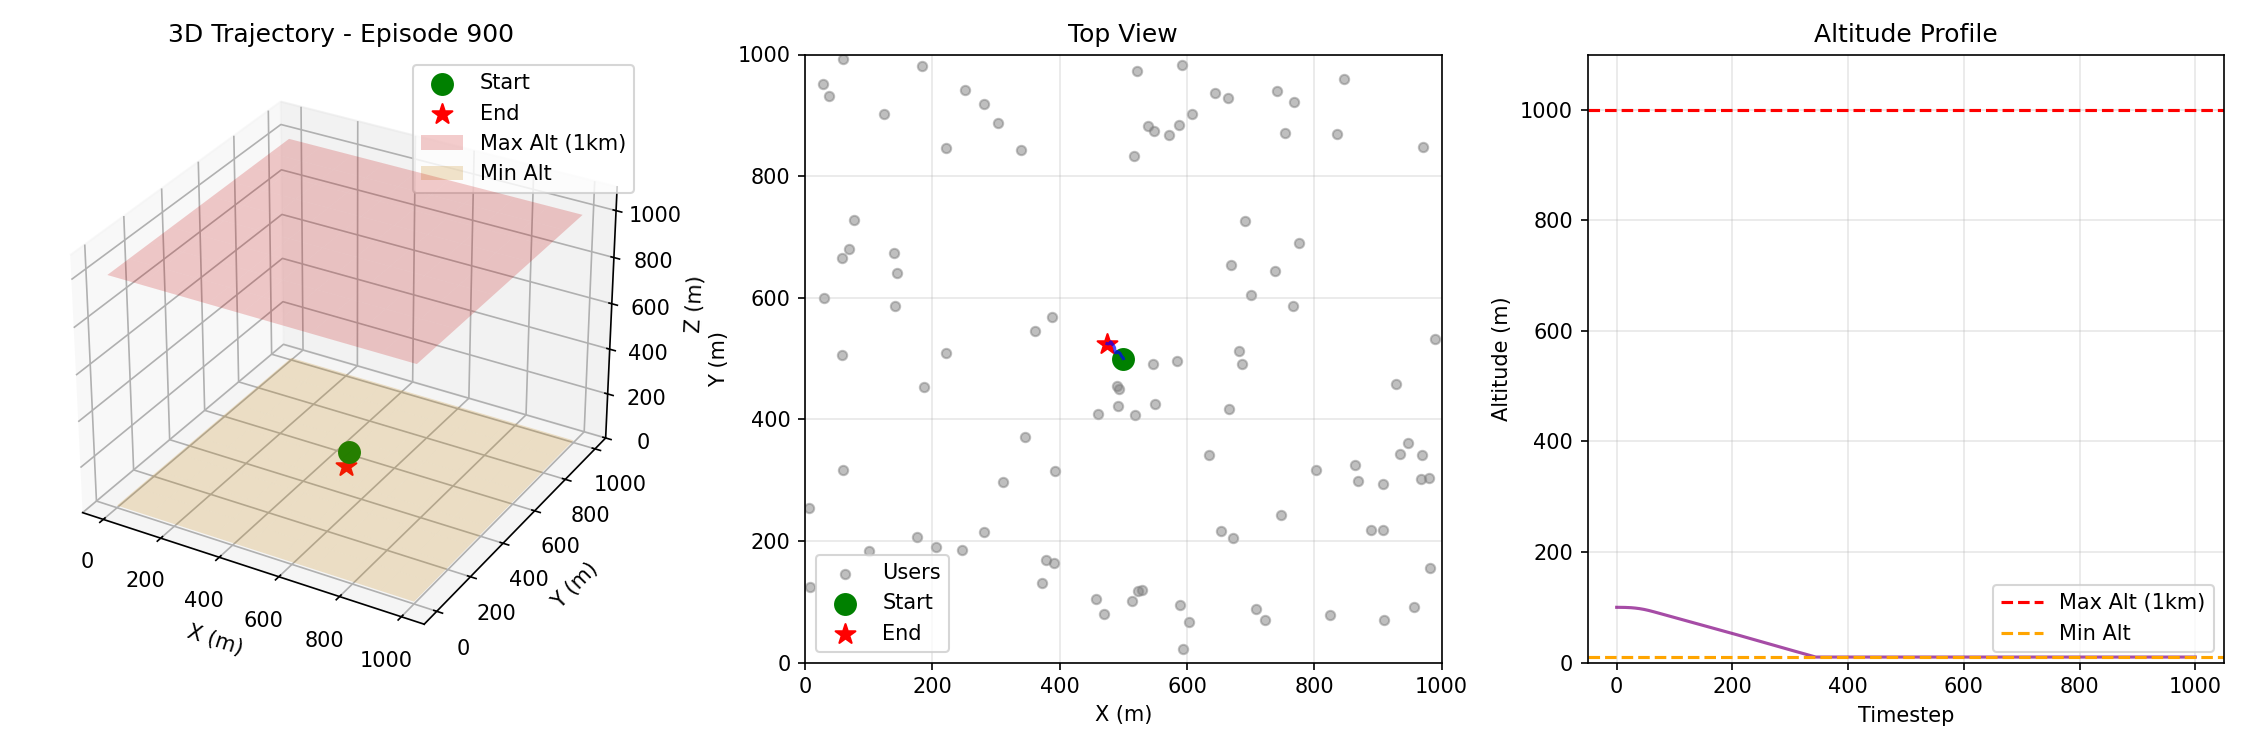 3D Trajectory - Episode 900
Start
End
Max Alt (1km)
Min Alt
1000
800
600
400
200
0
Z (m)
0
200
400
600
800
1000
X (m)
0
200
400
600
800
1000
Y (m)
Top View
1000
800
600
400
200
0
Y (m)
Users
Start
End
0
200
400
600
800
1000
X (m)
Altitude Profile
1000
800
600
400
200
0
Altitude (m)
Max Alt (1km)
Min Alt
0
200
400
600
800
1000
Timestep